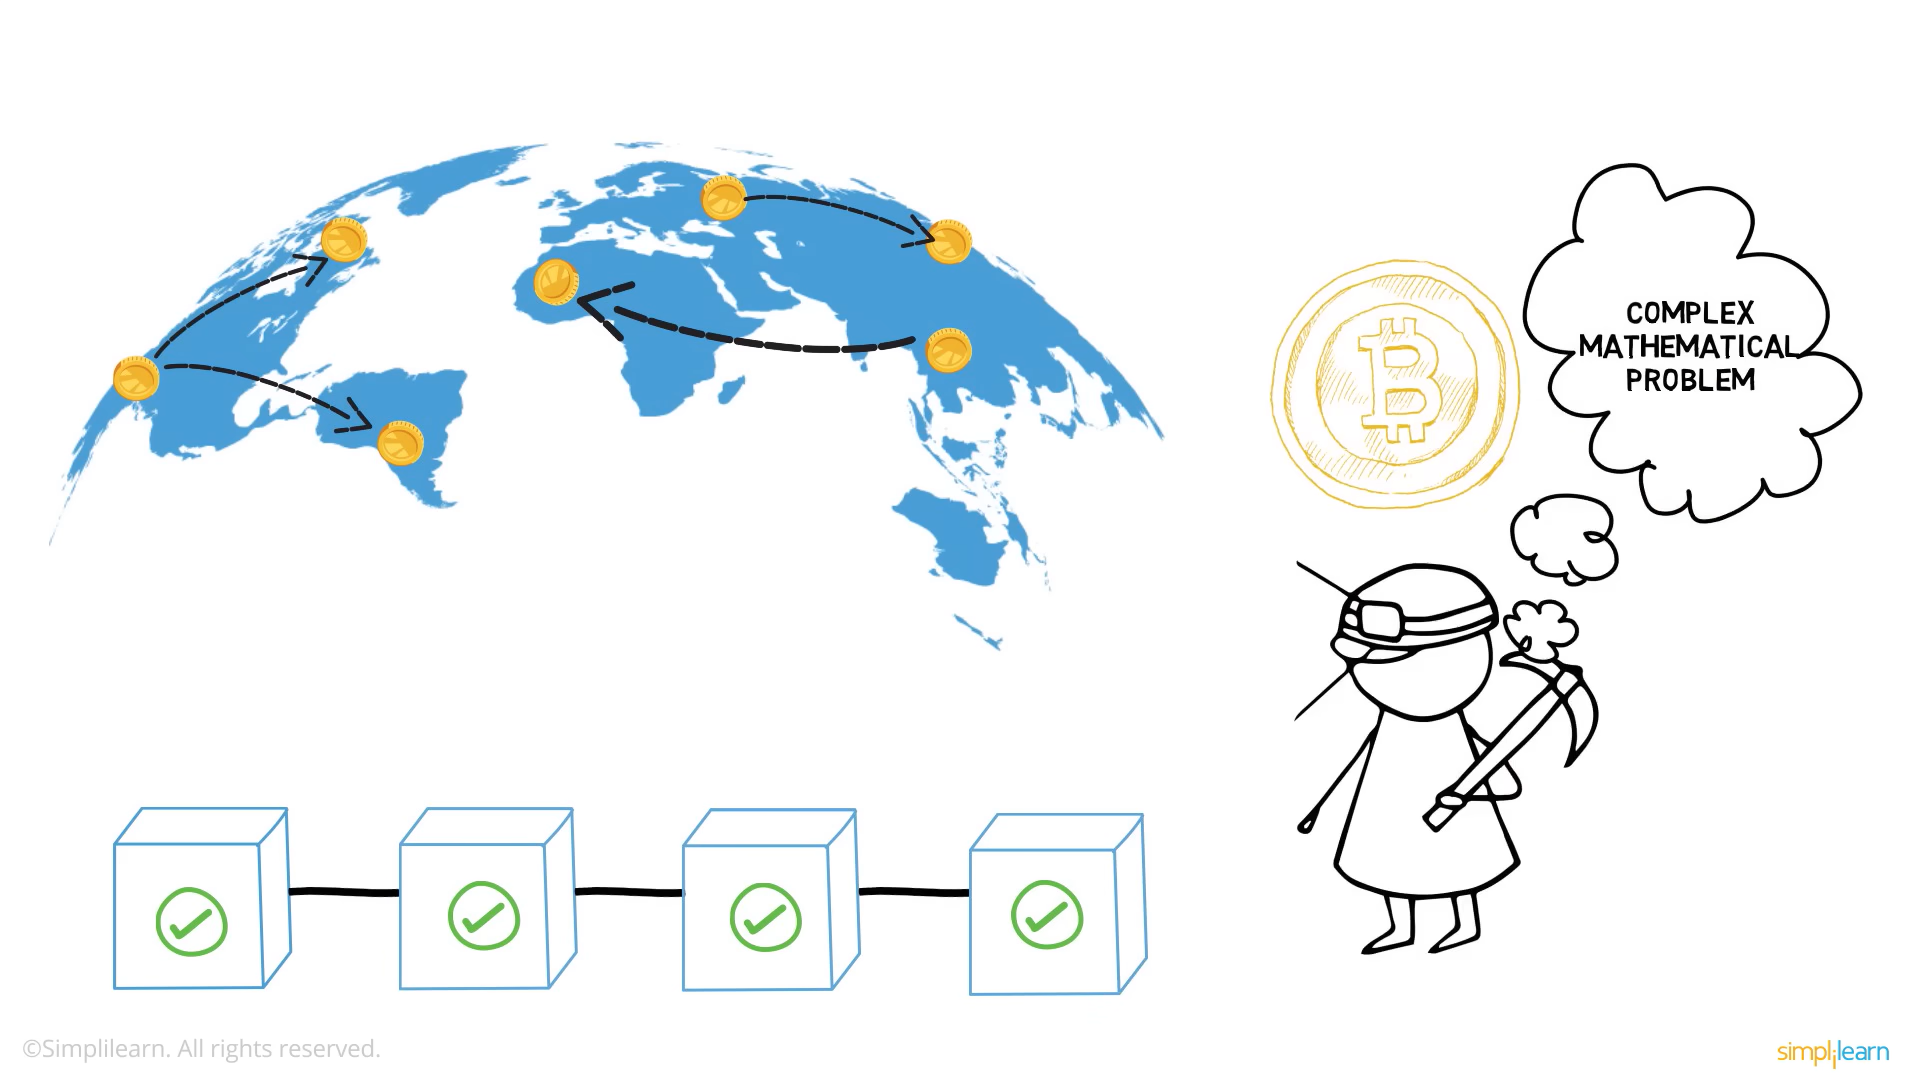 COMPLEX
MATHEMATICAL
PROBLEM
©Simplilearn. All rights reserved.
simplilearn